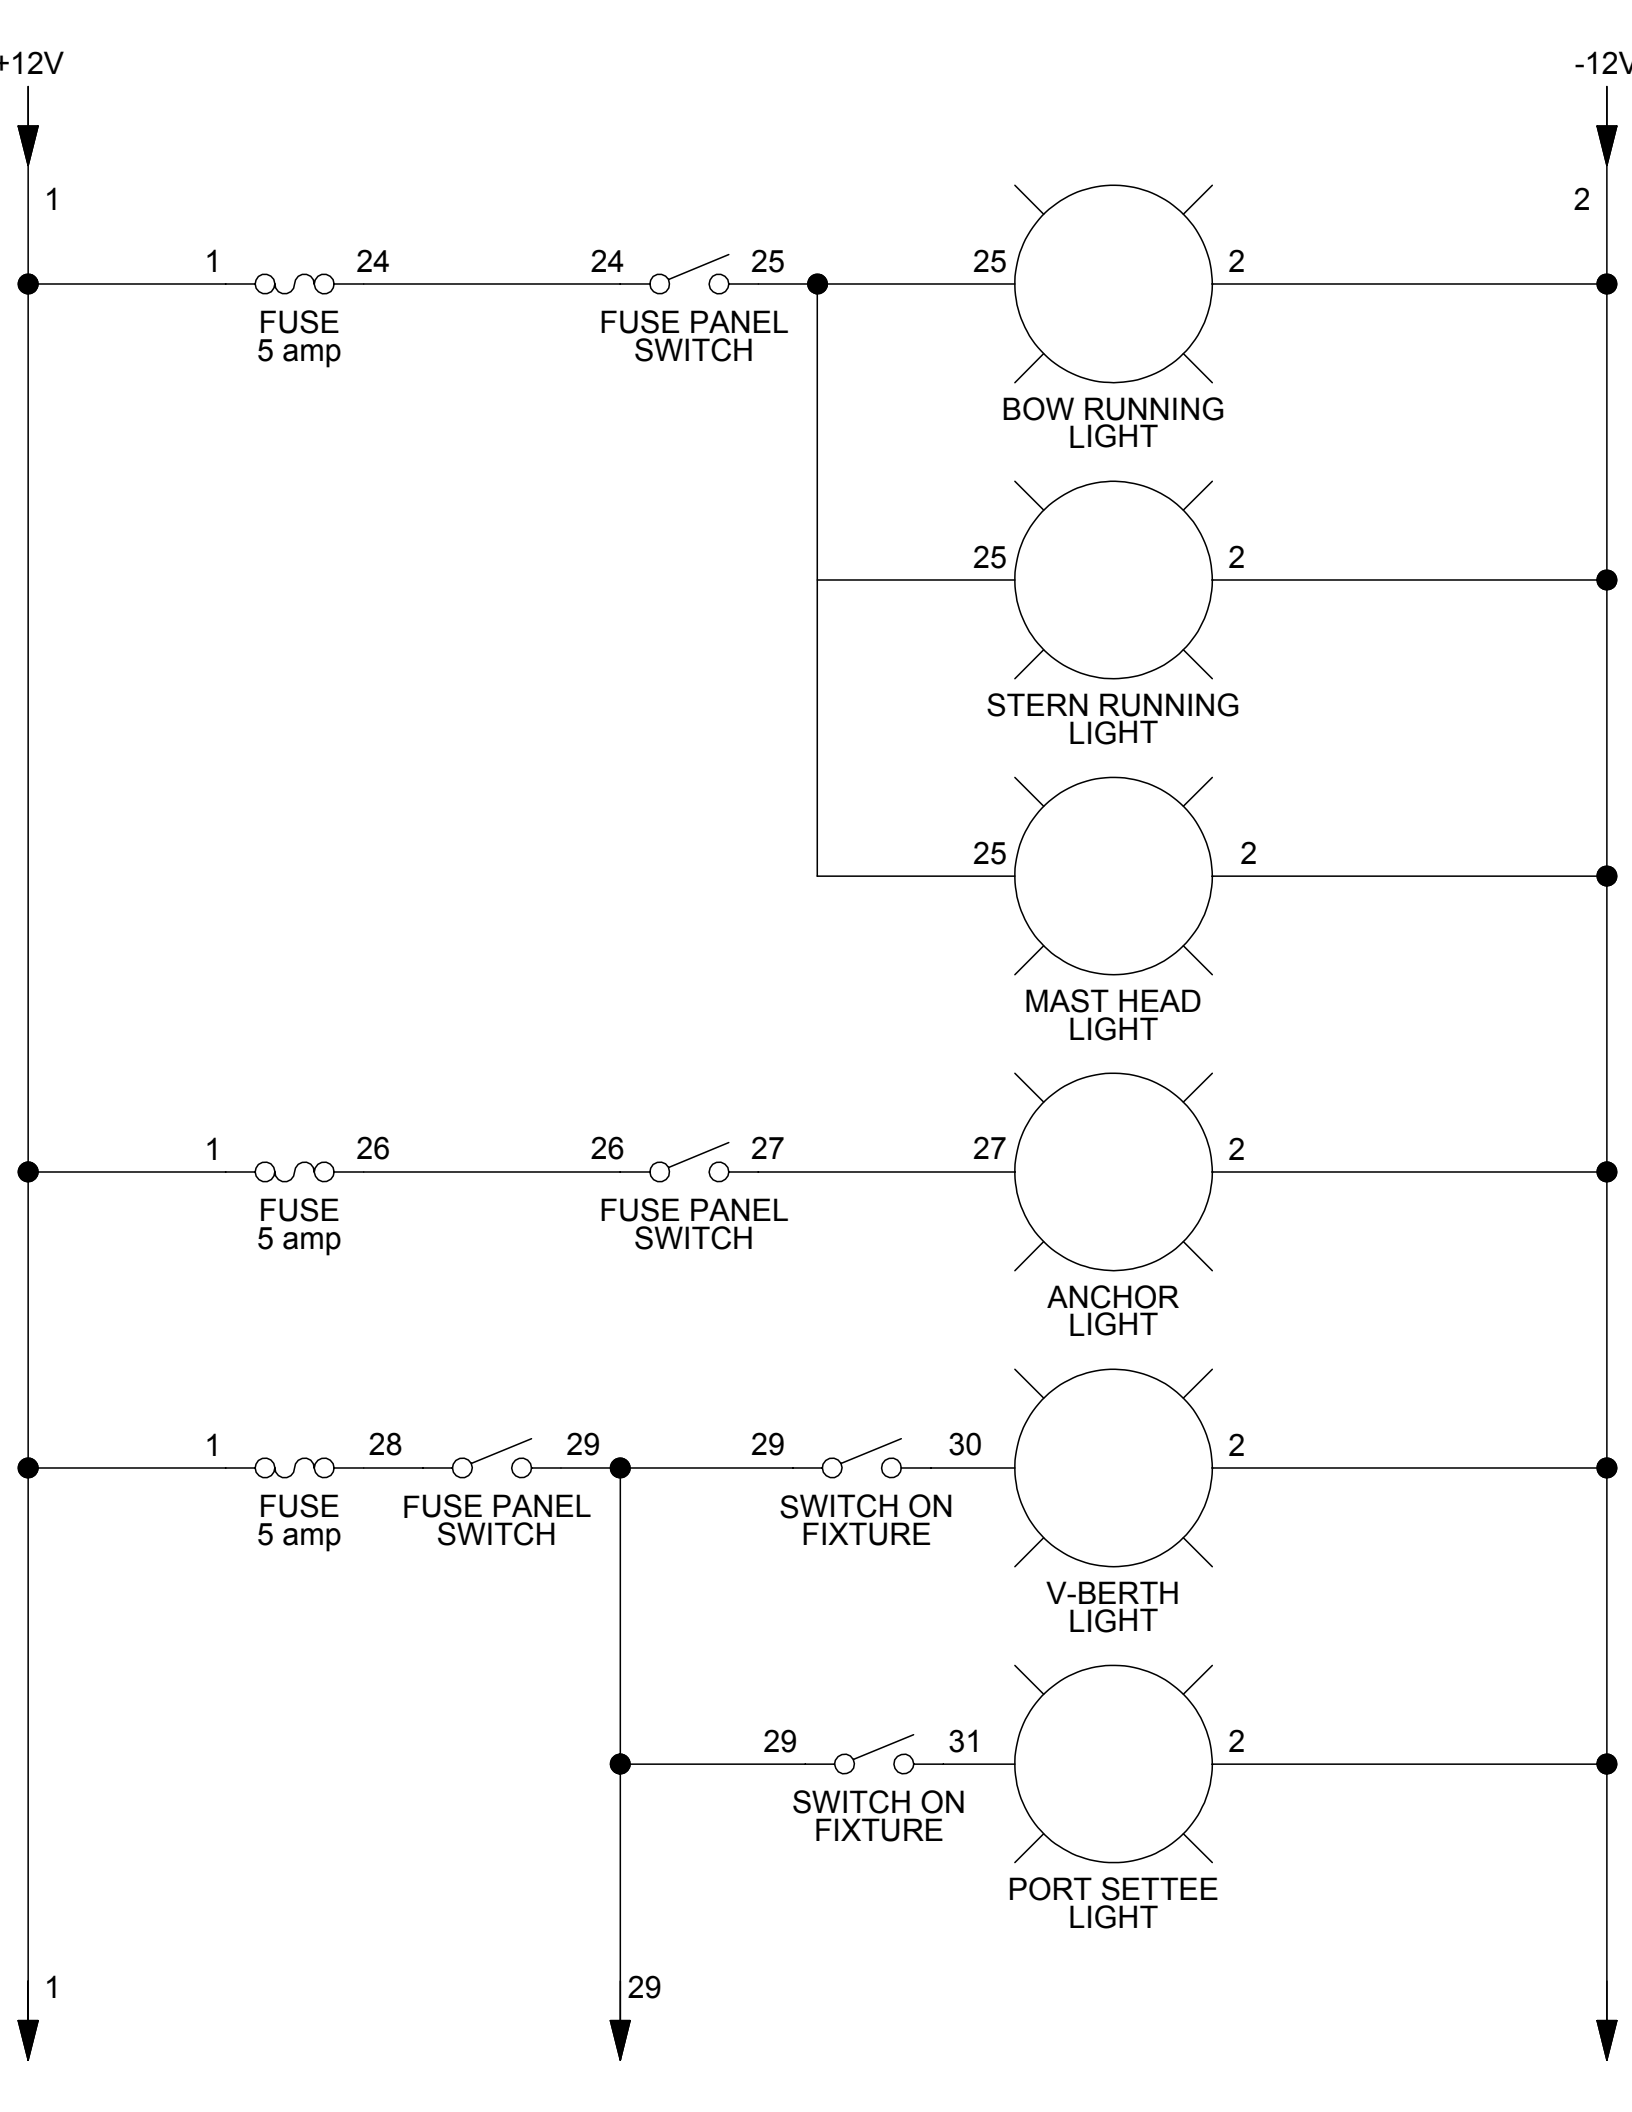 +12V -12V
1 2
1 24 24 25 25 2
FUSE
5 amp
FUSE PANEL
SWITCH
BOW RUNNING
LIGHT
25 2
STERN RUNNING
LIGHT
25 2
MAST HEAD
LIGHT
1 26 26 27 27 2
FUSE
5 amp
FUSE PANEL
SWITCH
ANCHOR
LIGHT
1 28 29 29 30 2
FUSE
5 amp
FUSE PANEL
SWITCH
SWITCH ON
FIXTURE
V-BERTH
LIGHT
29 31 2
SWITCH ON
FIXTURE
PORT SETTEE
LIGHT
1 29